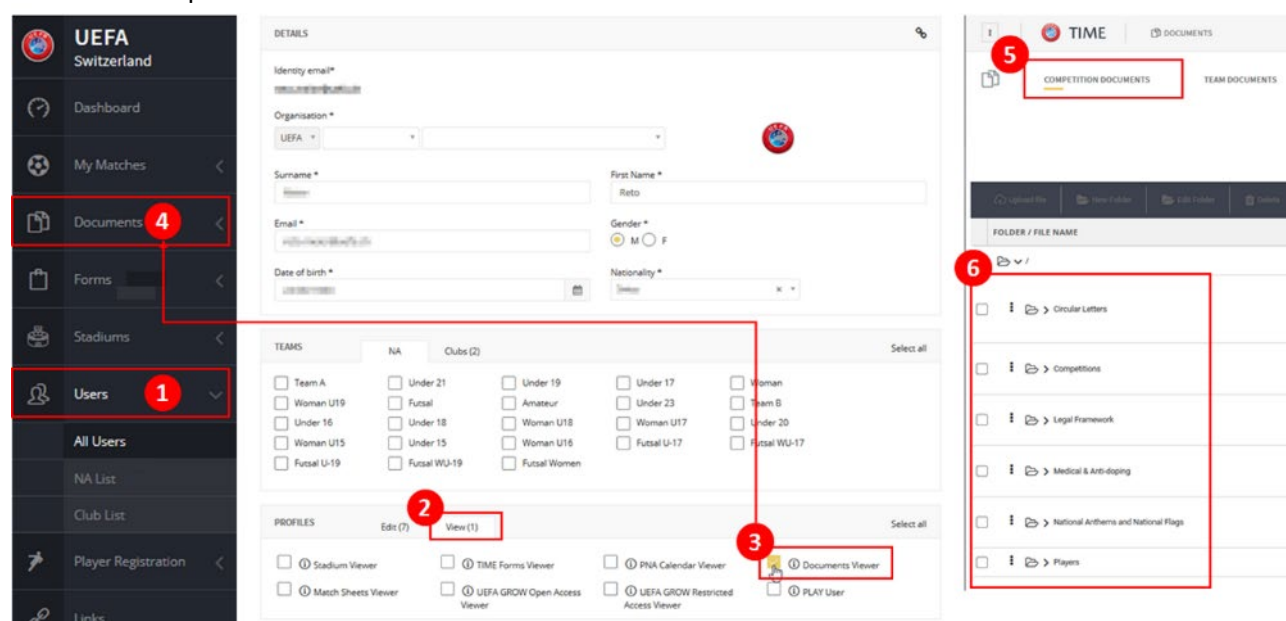 UEFA
Switzerland
Dashboard
My Matches
Documents 4
Forms
Stadiums
Users 1
All Users
NA List
Club List
Player Registration
Links
DETAILS
Identity email*
Organisation *
UEFA
Surname * First Name *
Reto
Email * Gender *
M F
Date of birth * Nationality *
TEAMS NA Clubs (2) Select all
Team A Under 21 Under 19 Under 17 Woman
Woman U19 Futsal Amateur Under 23 Team B
Under 16 Under 18 Woman U18 Woman U17 Under 20
Woman U15 Under 15 Woman U16 Futsal U-17 Futsal WU-17
Futsal U-19 Futsal WU-19 Futsal Women
2
PROFILES Edit (7) View (1) Select all
3
Stadium Viewer TIME Forms Viewer PNA Calendar Viewer Documents Viewer
Match Sheets Viewer UEFA GROW Open Access Viewer UEFA GROW Restricted Access Viewer PLAY User
TIME DOCUMENTS
5
COMPETITION DOCUMENTS TEAM DOCUMENTS
Upload file New Folder Edit Folder Delete
FOLDER / FILE NAME
6 /
Circular Letters
Competitions
Legal Framework
Medical & Anti-doping
National Anthems and National Flags
Players